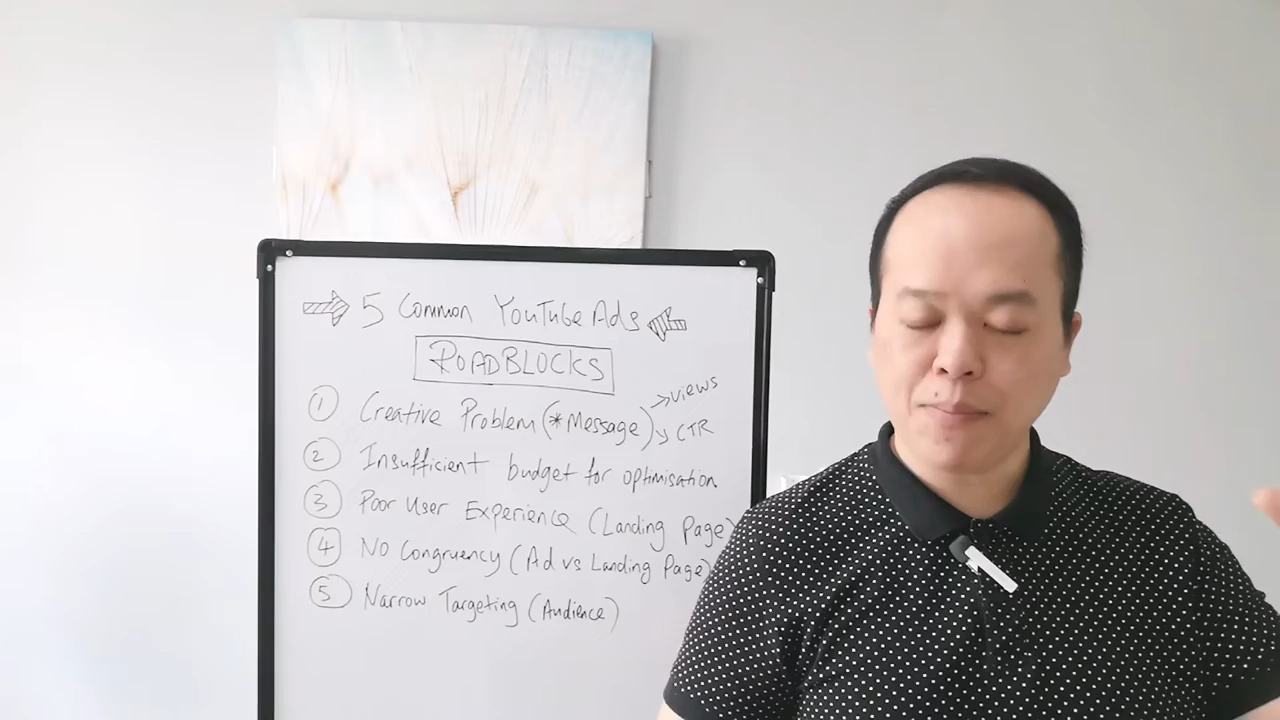 5 Common YouTube Ads
ROADBLOCKS
1 Creative Problem (*Message) → views
↘ CTR
2 Insufficient budget for optimisation
3 Poor User Experience (Landing Page)
4 No Congruency (Ad vs Landing Page)
5 Narrow Targeting (Audience)